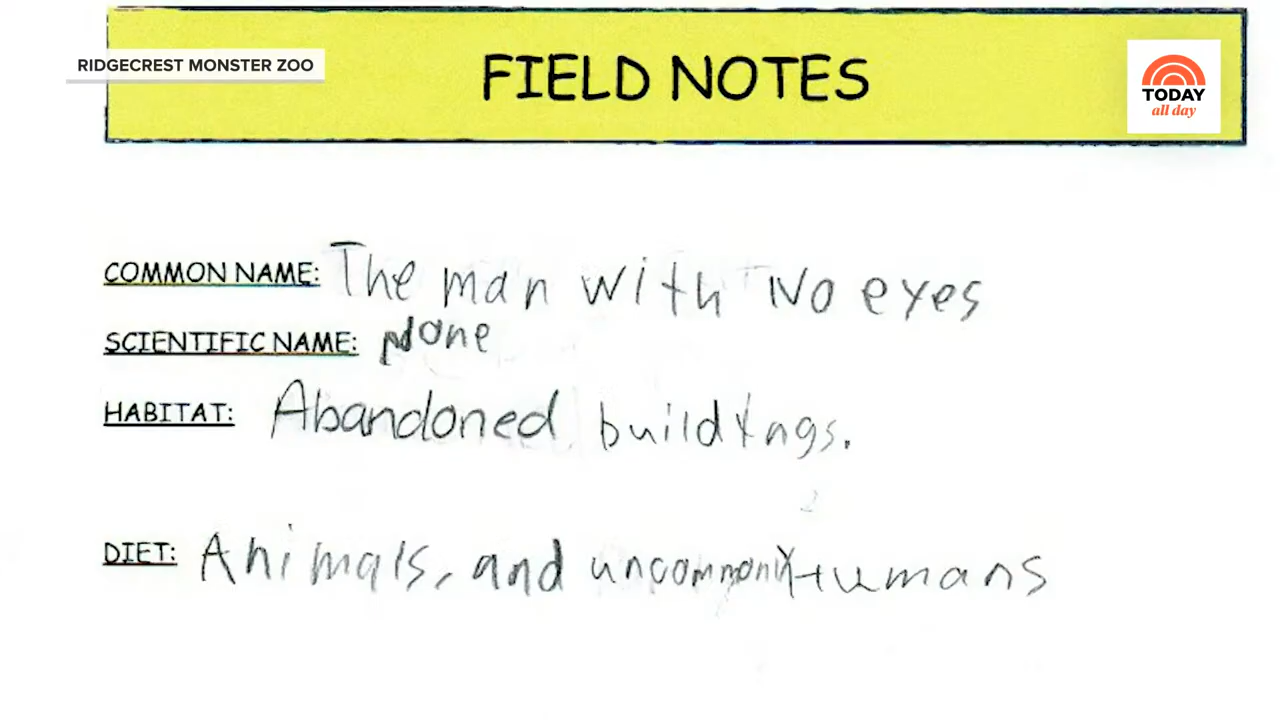 RIDGECREST MONSTER ZOO
FIELD NOTES
TODAY
all day
COMMON NAME: The man with No eyes
SCIENTIFIC NAME: None
HABITAT: Abandoned buildings.
DIET: Animals, and uncommonly Humans